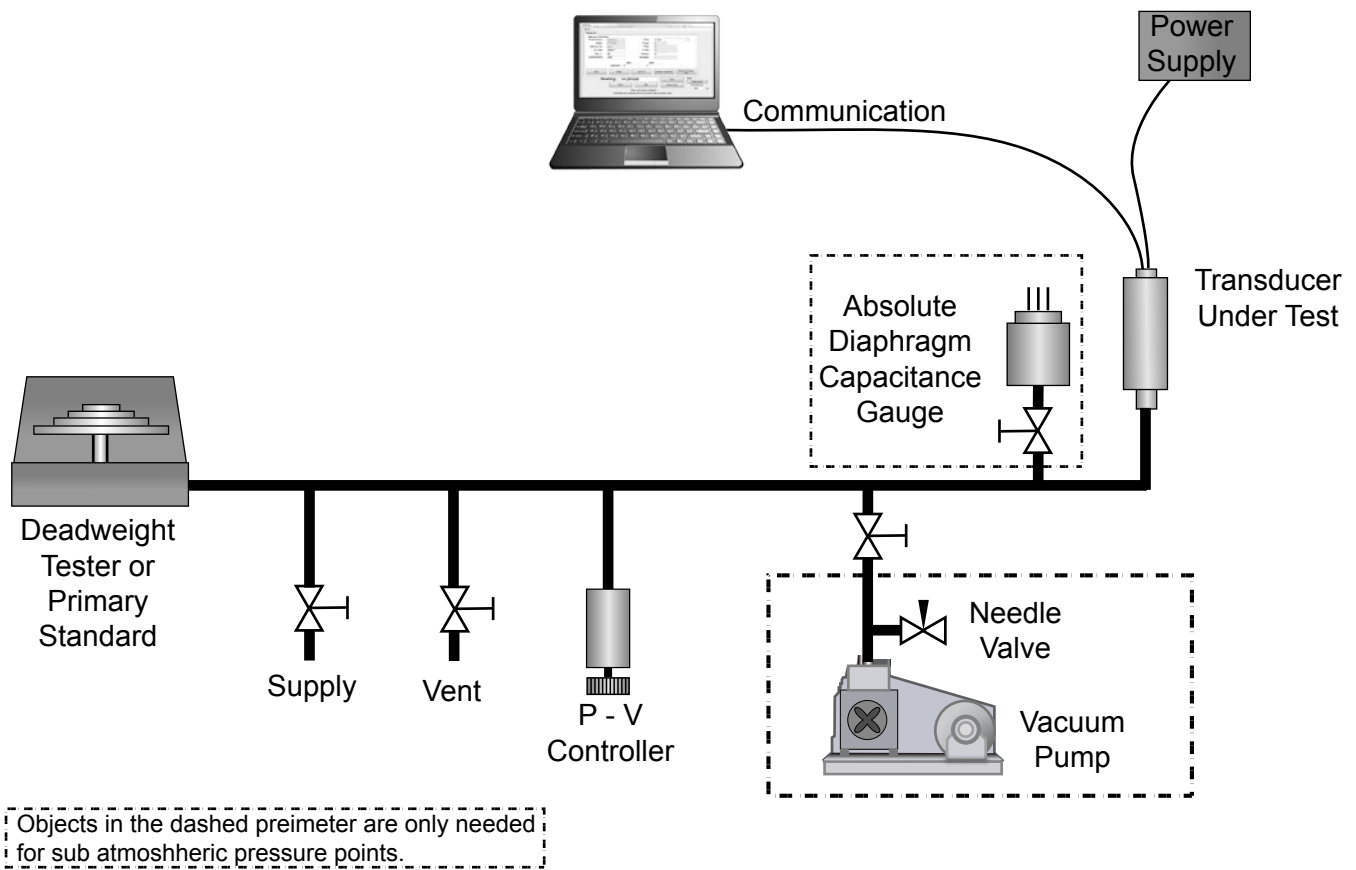 Power
Supply
Communication
Transducer
Under Test
Absolute
Diaphragm
Capacitance
Gauge
Deadweight
Tester or
Primary
Standard
Supply
Vent
P - V
Controller
Needle
Valve
Vacuum
Pump
Objects in the dashed preimeter are only needed
for sub atmoshheric pressure points.